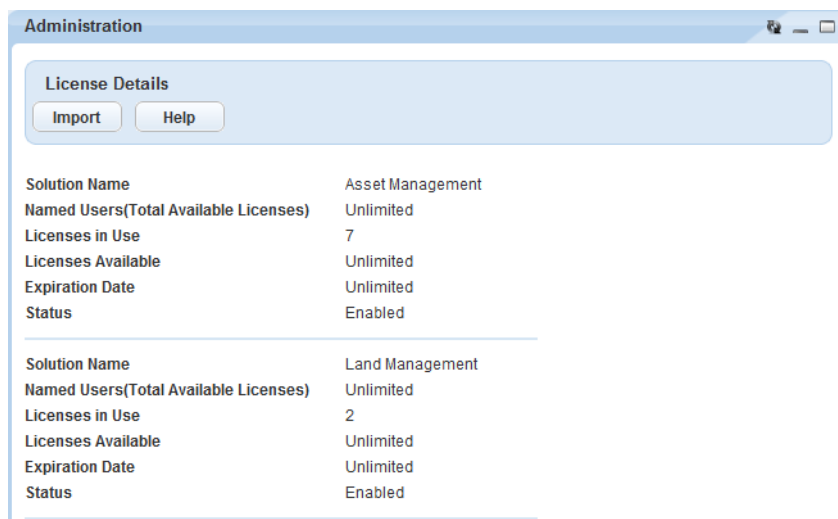 Administration
License Details
Import Help
Solution Name Asset Management
Named Users(Total Available Licenses) Unlimited
Licenses in Use 7
Licenses Available Unlimited
Expiration Date Unlimited
Status Enabled
Solution Name Land Management
Named Users(Total Available Licenses) Unlimited
Licenses in Use 2
Licenses Available Unlimited
Expiration Date Unlimited
Status Enabled